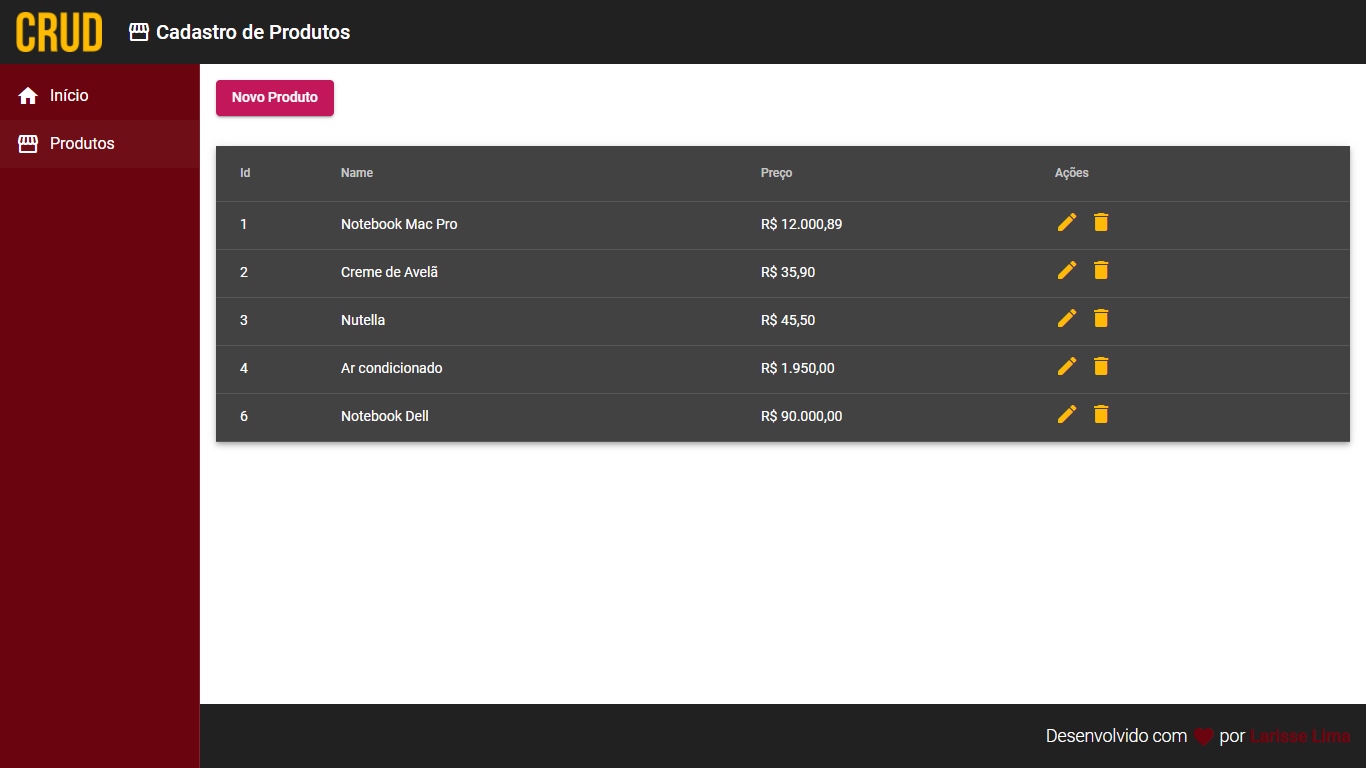 CRUD Cadastro de Produtos
Início
Produtos
Novo Produto
Id Name Preço Ações
1 Notebook Mac Pro R$ 12.000,89
2 Creme de Avelã R$ 35,90
3 Nutella R$ 45,50
4 Ar condicionado R$ 1.950,00
6 Notebook Dell R$ 90.000,00
Desenvolvido com por Larisse Lima